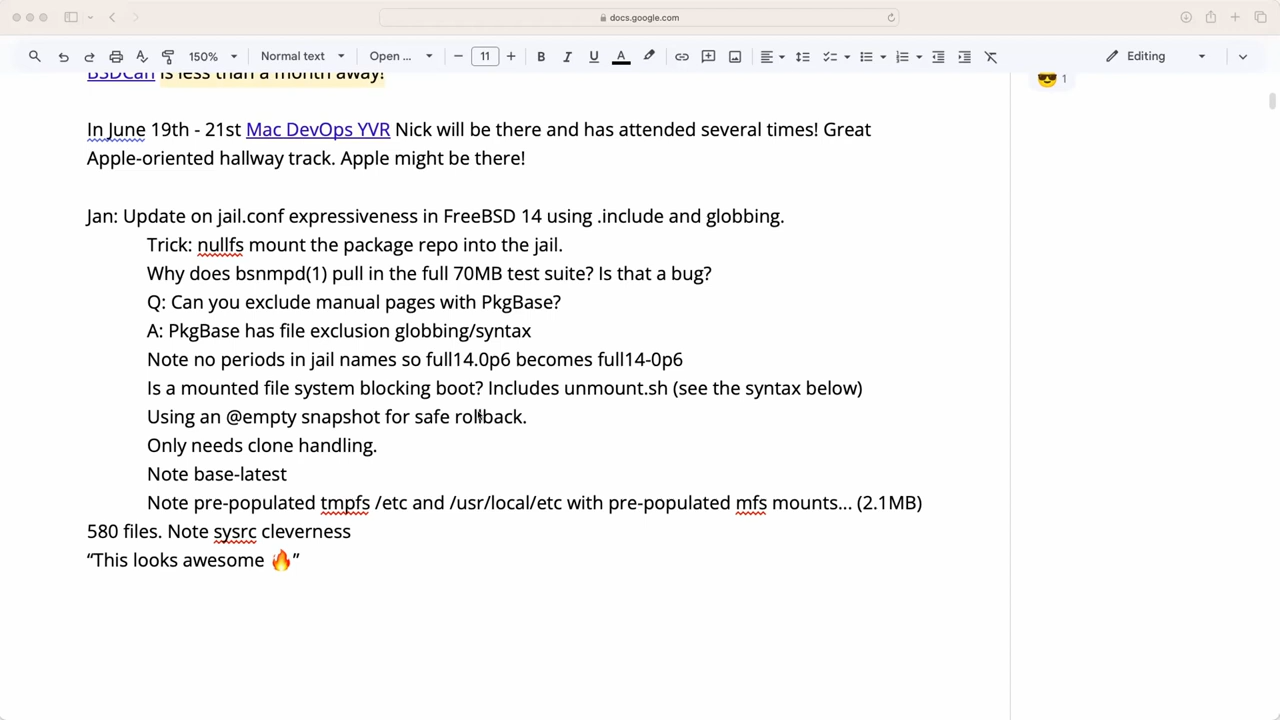 docs.google.com
150%
Normal text
Open ...
11
Editing
BSDCan is less than a month away!
1
In June 19th - 21st Mac DevOps YVR Nick will be there and has attended several times! Great
Apple-oriented hallway track. Apple might be there!
Jan: Update on jail.conf expressiveness in FreeBSD 14 using .include and globbing.
Trick: nullfs mount the package repo into the jail.
Why does bsnmpd(1) pull in the full 70MB test suite? Is that a bug?
Q: Can you exclude manual pages with PkgBase?
A: PkgBase has file exclusion globbing/syntax
Note no periods in jail names so full14.0p6 becomes full14-0p6
Is a mounted file system blocking boot? Includes unmount.sh (see the syntax below)
Using an @empty snapshot for safe rollback.
Only needs clone handling.
Note base-latest
Note pre-populated tmpfs /etc and /usr/local/etc with pre-populated mfs mounts... (2.1MB)
580 files. Note sysrc cleverness
“This looks awesome 🔥”